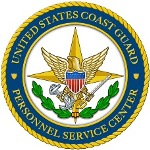 UNITED STATES COAST GUARD
PERSONNEL SERVICE CENTER